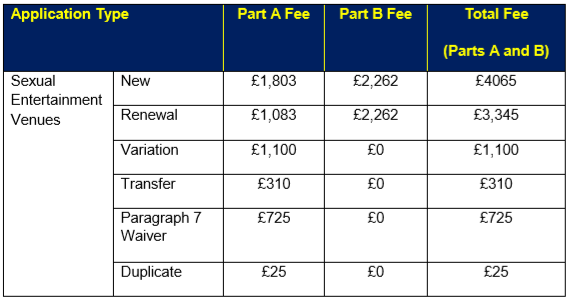 Application Type Part A Fee Part B Fee Total Fee
(Parts A and B)
Sexual Entertainment Venues New £1,803 £2,262 £4065
Renewal £1,083 £2,262 £3,345
Variation £1,100 £0 £1,100
Transfer £310 £0 £310
Paragraph 7 Waiver £725 £0 £725
Duplicate £25 £0 £25